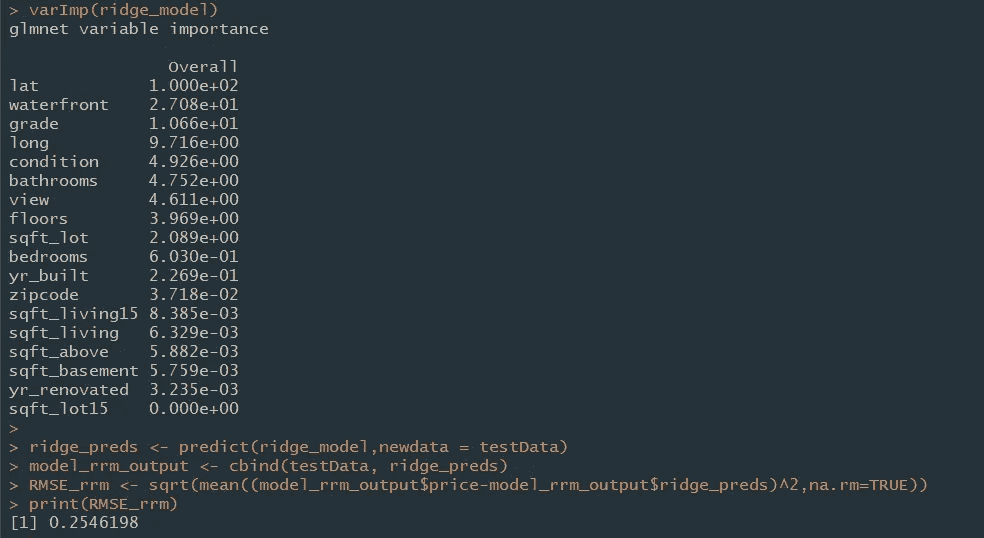 > varImp(ridge_model)
glmnet variable importance
Overall
lat 1.000e+02
waterfront 2.708e+01
grade 1.066e+01
long 9.716e+00
condition 4.926e+00
bathrooms 4.752e+00
view 4.611e+00
floors 3.969e+00
sqft_lot 2.089e+00
bedrooms 6.030e-01
yr_built 2.269e-01
zipcode 3.718e-02
sqft_living15 8.385e-03
sqft_living 6.329e-03
sqft_above 5.882e-03
sqft_basement 5.759e-03
yr_renovated 3.235e-03
sqft_lot15 0.000e+00
>
> ridge_preds <- predict(ridge_model,newdata = testData)
> model_rrm_output <- cbind(testData, ridge_preds)
> RMSE_rrm <- sqrt(mean((model_rrm_output$price-model_rrm_output$ridge_preds)^2,na.rm=TRUE))
> print(RMSE_rrm)
[1] 0.2546198